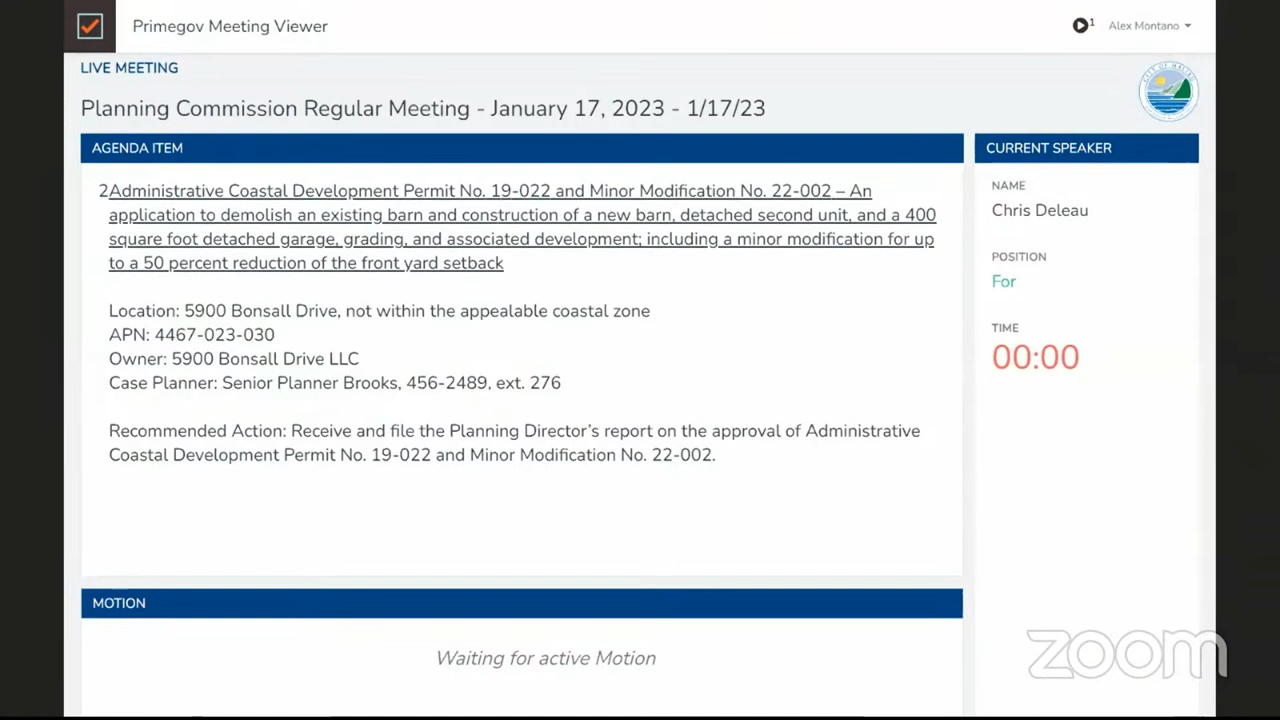 Primegov Meeting Viewer
1
Alex Montano
LIVE MEETING
Planning Commission Regular Meeting - January 17, 2023 - 1/17/23
AGENDA ITEM
2Administrative Coastal Development Permit No. 19-022 and Minor Modification No. 22-002 – An
application to demolish an existing barn and construction of a new barn, detached second unit, and a 400
square foot detached garage, grading, and associated development; including a minor modification for up
to a 50 percent reduction of the front yard setback
Location: 5900 Bonsall Drive, not within the appealable coastal zone
APN: 4467-023-030
Owner: 5900 Bonsall Drive LLC
Case Planner: Senior Planner Brooks, 456-2489, ext. 276
Recommended Action: Receive and file the Planning Director's report on the approval of Administrative
Coastal Development Permit No. 19-022 and Minor Modification No. 22-002.
MOTION
Waiting for active Motion
CITY OF MALIBU
CURRENT SPEAKER
NAME
Chris Deleau
POSITION
For
TIME
00:00
zoom